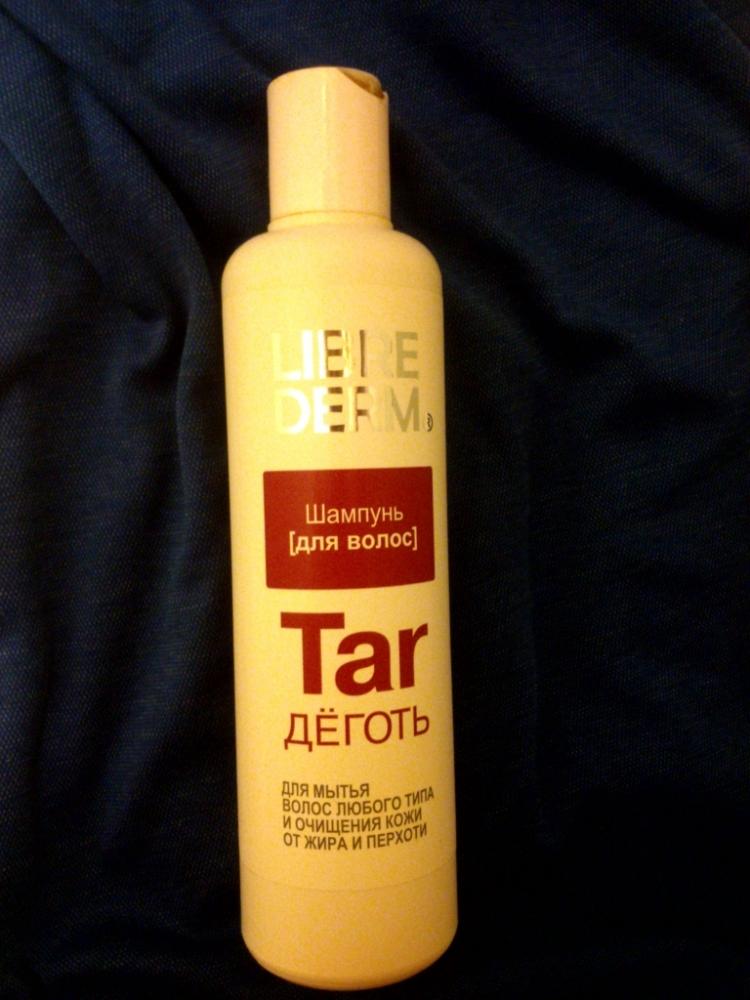 LIBRE
DERM®
Шампунь
[для волос]
Tar
ДЁГОТЬ
ДЛЯ МЫТЬЯ
ВОЛОС ЛЮБОГО ТИПА
И ОЧИЩЕНИЯ КОЖИ
ОТ ЖИРА И ПЕРХОТИ